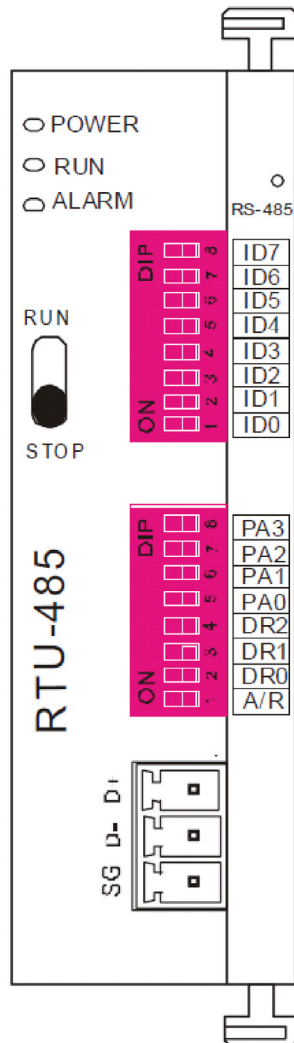 POWER
RUN
ALARM
RS-485
RUN
STOP
DIP
ON
8
7
6
5
4
3
2
1
ID7
ID6
ID5
ID4
ID3
ID2
ID1
ID0
DIP
ON
8
7
6
5
4
3
2
1
PA3
PA2
PA1
PA0
DR2
DR1
DR0
A/R
RTU-485
D+
D-
SG